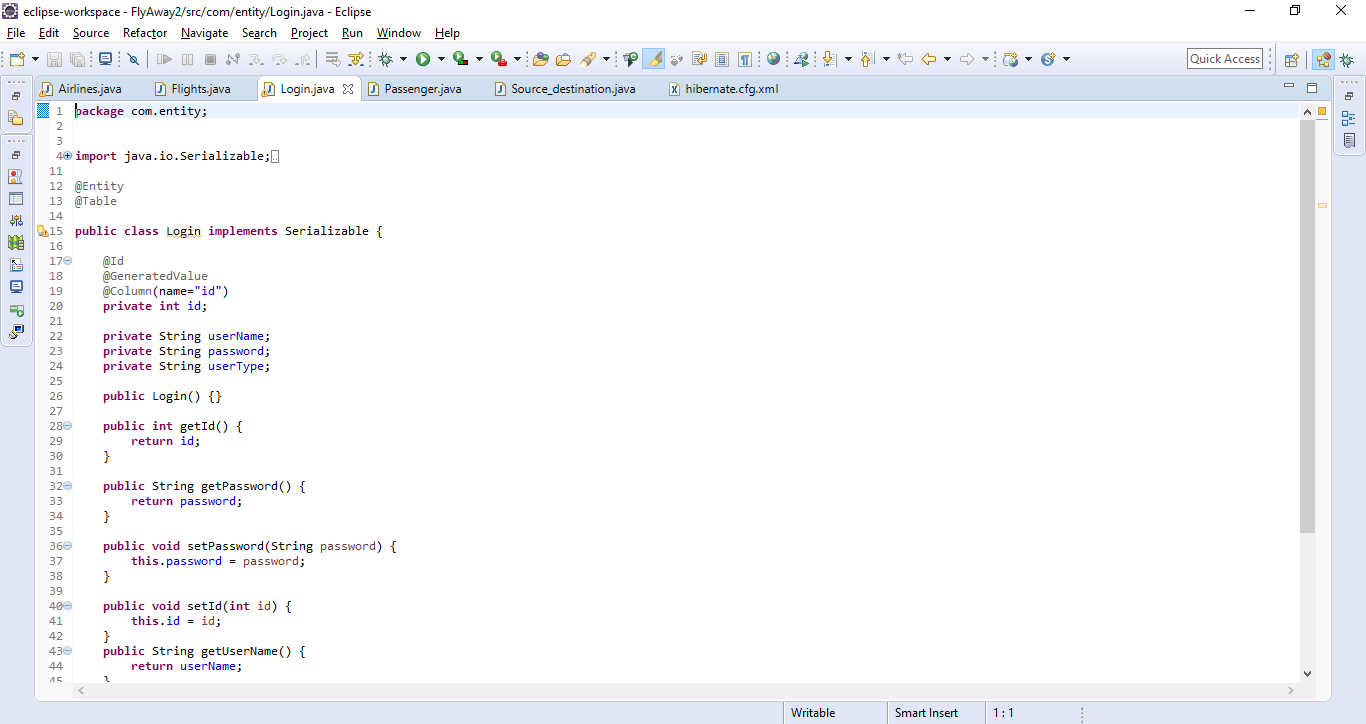 eclipse-workspace - FlyAway2/src/com/entity/Login.java - Eclipse
File Edit Source Refactor Navigate Search Project Run Window Help
Quick Access
Airlines.java Flights.java Login.java Passenger.java Source_destination.java hibernate.cfg.xml
1 package com.entity;
2
3
4 import java.io.Serializable;
11
12 @Entity
13 @Table
14
15 public class Login implements Serializable {
16
17 @Id
18 @GeneratedValue
19 @Column(name="id")
20 private int id;
21
22 private String userName;
23 private String password;
24 private String userType;
25
26 public Login() {}
27
28 public int getId() {
29 return id;
30 }
31
32 public String getPassword() {
33 return password;
34 }
35
36 public void setPassword(String password) {
37 this.password = password;
38 }
39
40 public void setId(int id) {
41 this.id = id;
42 }
43 public String getUserName() {
44 return userName;
45 }
Writable Smart Insert 1 : 1